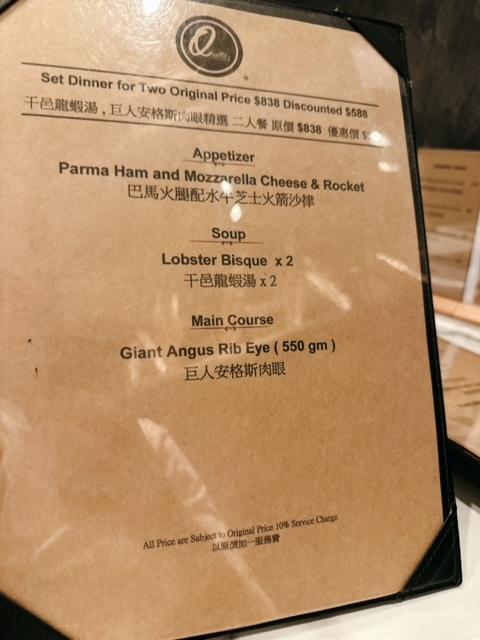 Set Dinner for Two Original Price $838 Discounted $588
干邑龍蝦湯 , 巨人安格斯肉眼精選 二人餐 原價 $838 優惠價
Appetizer
Parma Ham and Mozzarella Cheese & Rocket
巴馬火腿配水牛芝士火箭沙律
Soup
Lobster Bisque x 2
干邑龍蝦湯 x 2
Main Course
Giant Angus Rib Eye ( 550 gm )
巨人安格斯肉眼
All Price are Subject to Original Price 10% Service Charge
以原價加一服務費